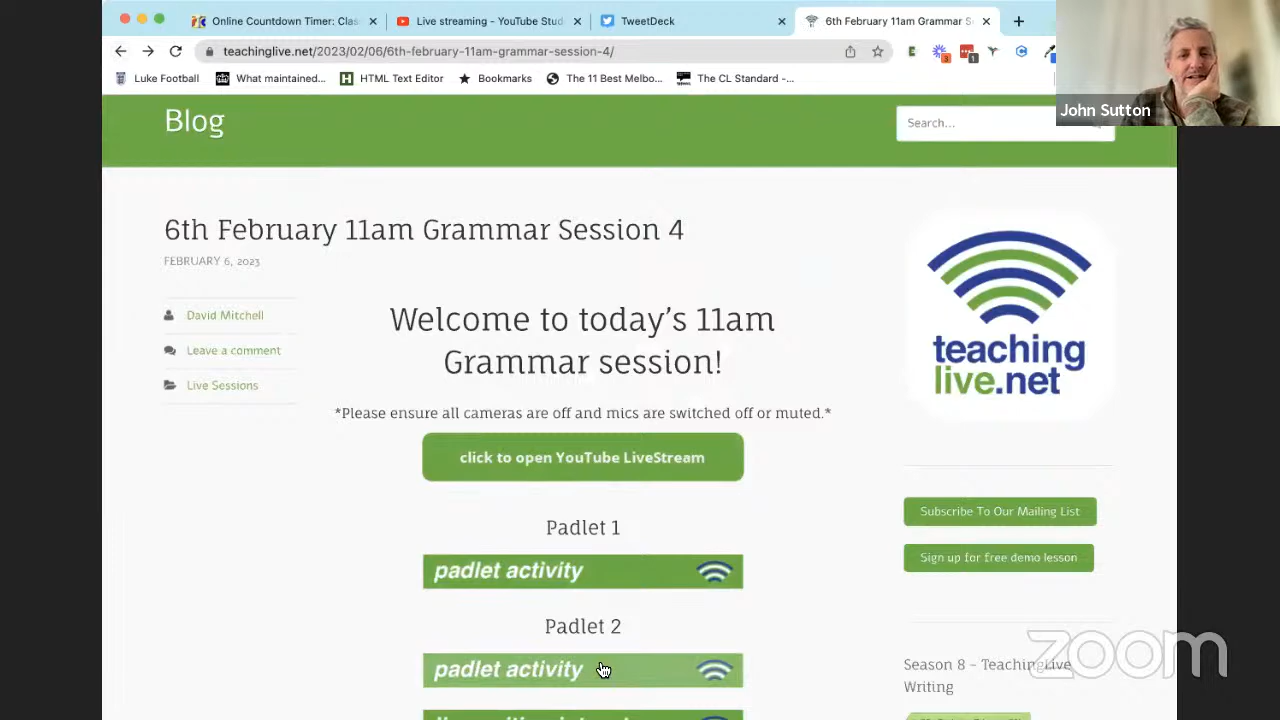 Online Countdown Timer: Clas
Live streaming - YouTube Stud
TweetDeck
6th February 11am Grammar S
teachinglive.net/2023/02/06/6th-february-11am-grammar-session-4/
3
1
Luke Football
What maintained...
HTML Text Editor
Bookmarks
The 11 Best Melbo...
The CL Standard -...
John Sutton
Blog
Search...
6th February 11am Grammar Session 4
FEBRUARY 6, 2023
David Mitchell
Leave a comment
Live Sessions
Welcome to today's 11am
Grammar session!
*Please ensure all cameras are off and mics are switched off or muted.*
click to open YouTube LiveStream
Padlet 1
padlet activity
Padlet 2
padlet activity
teaching
live.net
Subscribe To Our Mailing List
Sign up for free demo lesson
Season 8 – TeachingLive
Writing
zoom